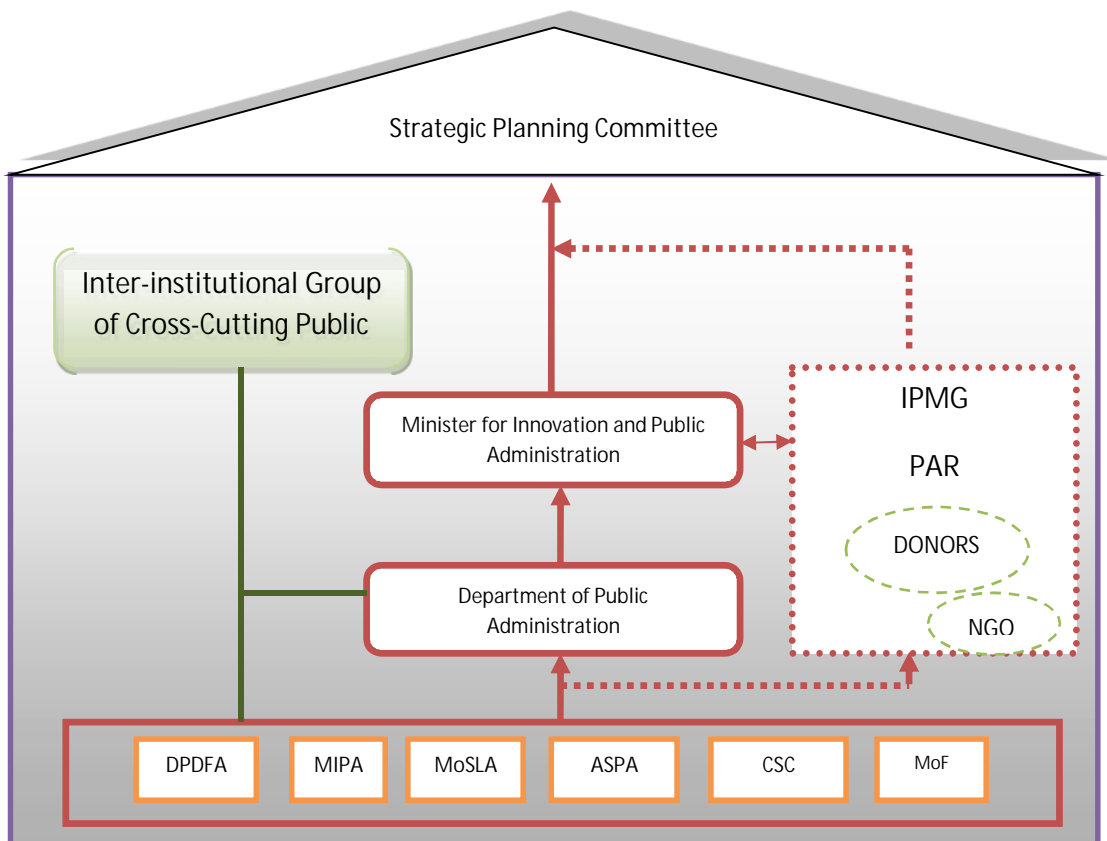 Strategic Planning Committee
Inter-institutional Group
of Cross-Cutting Public
Minister for Innovation and Public
Administration
IPMG
PAR
DONORS
NGO
Department of Public
Administration
DPDFA
MIPA
MoSLA
ASPA
CSC
MoF